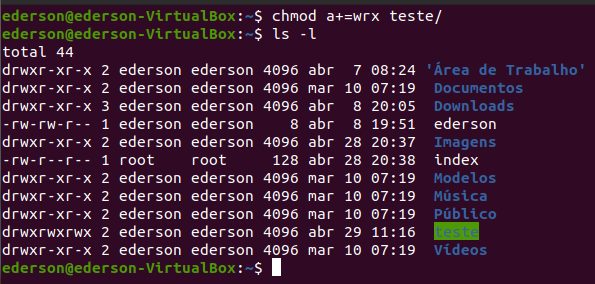 ederson@ederson-VirtualBox:~$ chmod a+=wrx teste/
ederson@ederson-VirtualBox:~$ ls -l
total 44
drwxr-xr-x 2 ederson ederson 4096 abr  7 08:24 'Área de Trabalho'
drwxr-xr-x 2 ederson ederson 4096 mar 10 07:19  Documentos
drwxr-xr-x 3 ederson ederson 4096 abr  8 20:05  Downloads
-rw-rw-r-- 1 ederson ederson    8 abr  8 19:51  ederson
drwxr-xr-x 2 ederson ederson 4096 abr 28 20:37  Imagens
-rw-r--r-- 1 root    root     128 abr 28 20:38  index
drwxr-xr-x 2 ederson ederson 4096 mar 10 07:19  Modelos
drwxr-xr-x 2 ederson ederson 4096 mar 10 07:19  Música
drwxr-xr-x 2 ederson ederson 4096 mar 10 07:19  Público
drwxrwxrwx 2 ederson ederson 4096 abr 29 11:16  teste
drwxr-xr-x 2 ederson ederson 4096 mar 10 07:19  Vídeos
ederson@ederson-VirtualBox:~$